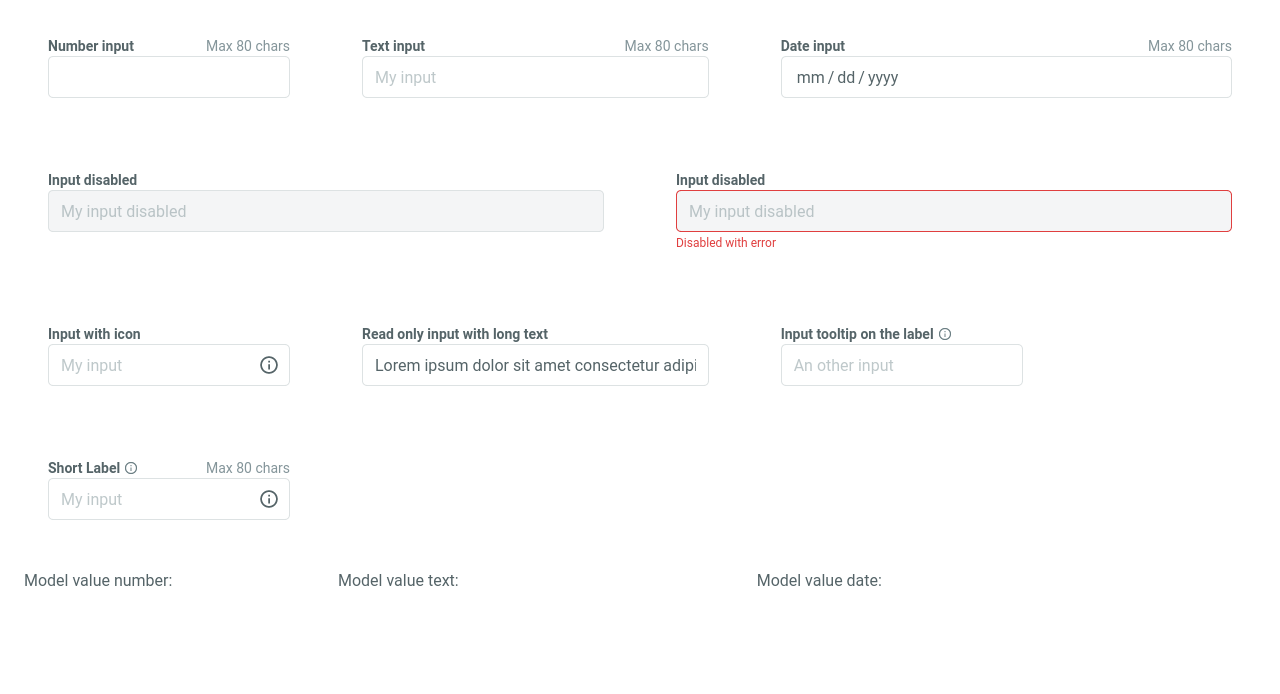 Number input Max 80 chars
Text input Max 80 chars
Date input Max 80 chars
My input
mm / dd / yyyy
Input disabled
Input disabled
My input disabled
My input disabled
Disabled with error
Input with icon
Read only input with long text
Input tooltip on the label
My input
Lorem ipsum dolor sit amet consectetur adipi
An other input
Short Label Max 80 chars
My input
Model value number:
Model value text:
Model value date: